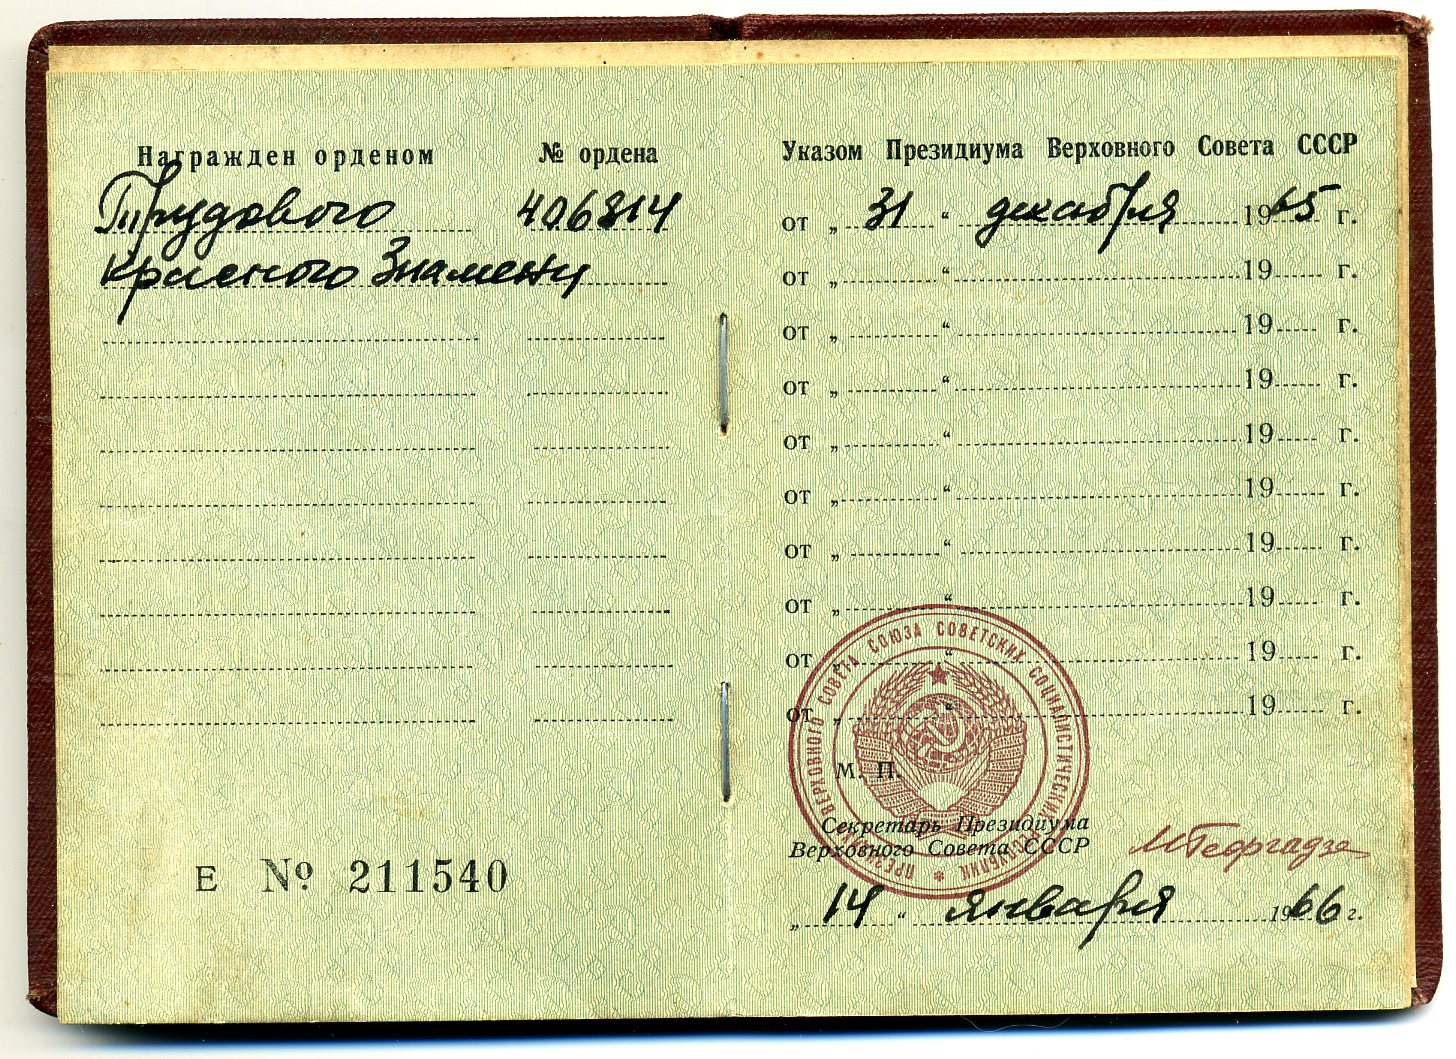 Награжден орденом № ордена
Трудового 406814
Красного Знамени
Е № 211540
Указом Президиума Верховного Совета СССР
от „ 31 “ декабря 1965 г.
от „ “ 19 г.
от „ “ 19 г.
от „ “ 19 г.
от „ “ 19 г.
от „ “ 19 г.
от „ “ 19 г.
от „ “ 19 г.
от „ “ 19 г.
от „ “ 19 г.
ПРЕЗИДИУМ ВЕРХОВНОГО СОВЕТА СОЮЗА СОВЕТСКИХ СОЦИАЛИСТИЧЕСКИХ РЕСПУБЛИК *
М. П.
Секретарь Президиума
Верховного Совета СССР
М Георгадзе
„ 14 “ января 1966 г.